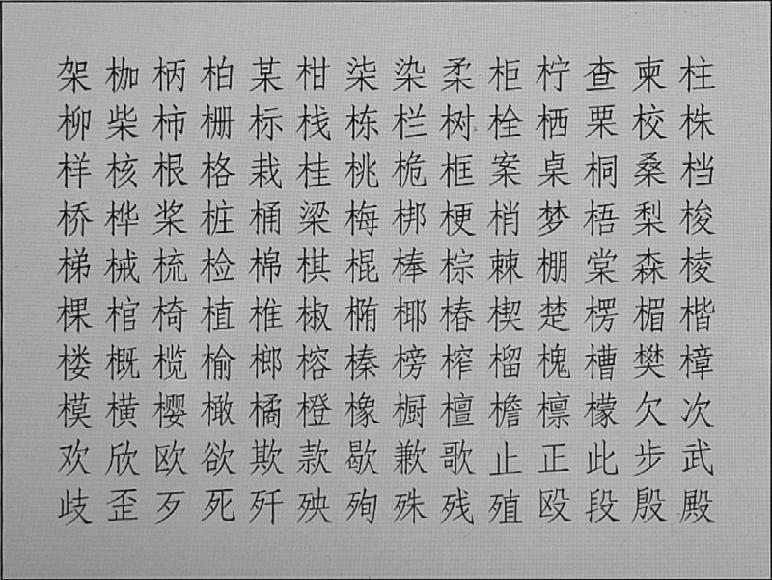 架枷柄柏某柑柒染柔柜柠查柬柱
柳柴柿栅标栈栋栏树栓栖栗校株
样核根格栽桂桃桅框案桌桐桑档
桥桦桨桩桶梁梅梆梗梢梦梧梨梭
梯械梳检棉棋棍棒棕棘棚棠森棱
棵棺椅植椎椒椭椰椿楔楚楞楣楷
楼概榄榆榔榕榛榜榨榴槐槽樊樟
模横樱橄橘橙橡橱檀檐檩檬欠次
欢欣欧欲欺款歇歉歌止正此步武
歧歪歹死歼殃殉殊残殖殴段殷殿